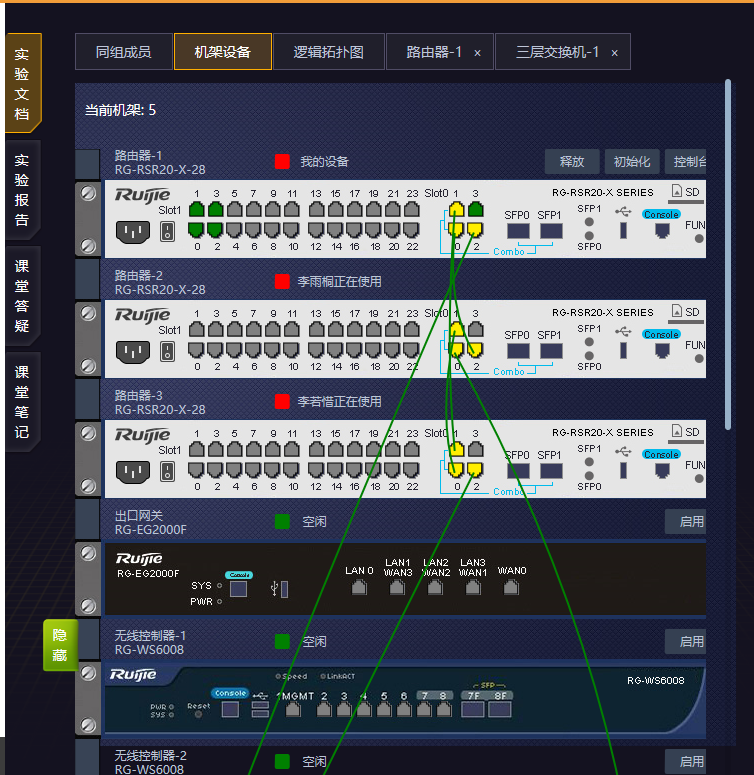 同组成员 机架设备 逻辑拓扑图 路由器-1 × 三层交换机-1 ×
实验文档
实验报告
课堂答疑
课堂笔记
隐藏
当前机架: 5
路由器-1
RG-RSR20-X-28
我的设备
释放 初始化 控制台
Ruijie
Slot1
1 3 5 7 9 11 13 15 17 19 21 23 Slot0 1 3
0 2 4 6 8 10 12 14 16 18 20 22 0 2
RG-RSR20-X SERIES SD
SFP0 SFP1 SFP1 Console
Combo SFP0 FUN
路由器-2
RG-RSR20-X-28
李雨桐正在使用
Ruijie
Slot1
1 3 5 7 9 11 13 15 17 19 21 23 Slot0 1 3
0 2 4 6 8 10 12 14 16 18 20 22 0 2
RG-RSR20-X SERIES SD
SFP0 SFP1 SFP1 Console
Combo SFP0 FUN
路由器-3
RG-RSR20-X-28
李若惜正在使用
Ruijie
Slot1
1 3 5 7 9 11 13 15 17 19 21 23 Slot0 1 3
0 2 4 6 8 10 12 14 16 18 20 22 0 2
RG-RSR20-X SERIES SD
SFP0 SFP1 SFP1 Console
Combo SFP0 FUN
出口网关
RG-EG2000F
空闲
启用
Ruijie
RG-EG2000F
SYS
PWR
Console
LAN 0 LAN1 LAN2 LAN3 WAN0
WAN3 WAN2 WAN1
无线控制器-1
RG-WS6008
空闲
启用
Ruijie
Speed Link/ACT
RG-WS6008
PWR
SYS
Reset
Console
1MGMT 2 3 4 5 6 7 8 7F 8F
SFP
无线控制器-2
RG-WS6008
空闲
启用